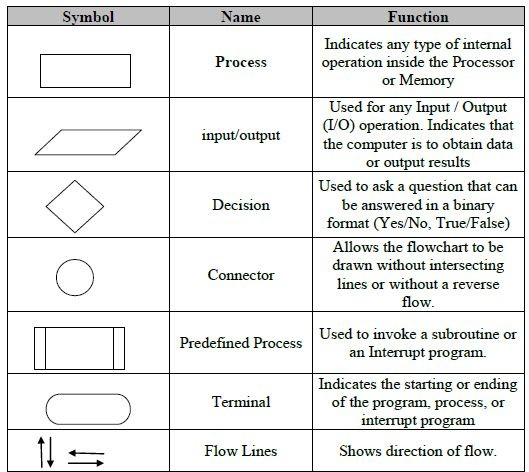 Symbol Name Function
Process
Indicates any type of internal
operation inside the Processor
or Memory
input/output
Used for any Input / Output
(I/O) operation. Indicates that
the computer is to obtain data
or output results
Decision
Used to ask a question that can
be answered in a binary
format (Yes/No, True/False)
Connector
Allows the flowchart to be
drawn without intersecting
lines or without a reverse
flow.
Predefined Process
Used to invoke a subroutine or
an Interrupt program.
Terminal
Indicates the starting or ending
of the program, process, or
interrupt program
Flow Lines
Shows direction of flow.